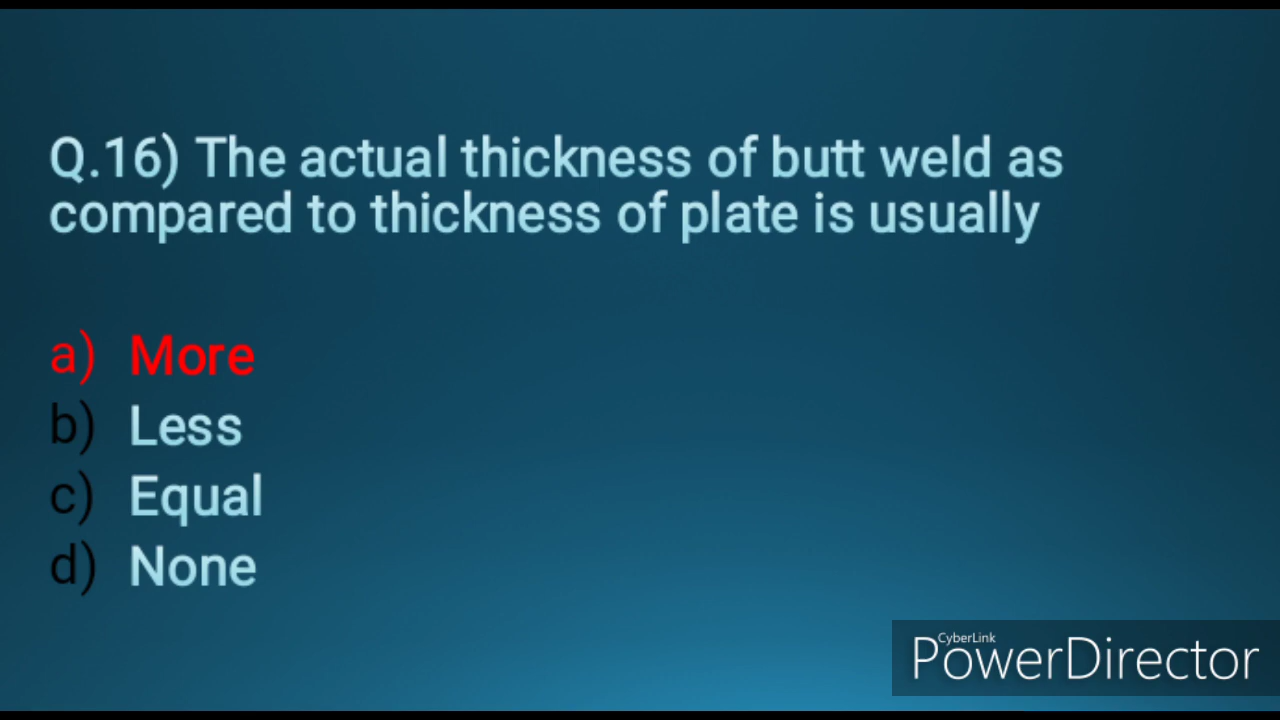 Q.16) The actual thickness of butt weld as
compared to thickness of plate is usually
a) More
b) Less
c) Equal
d) None
CyberLink
PowerDirector